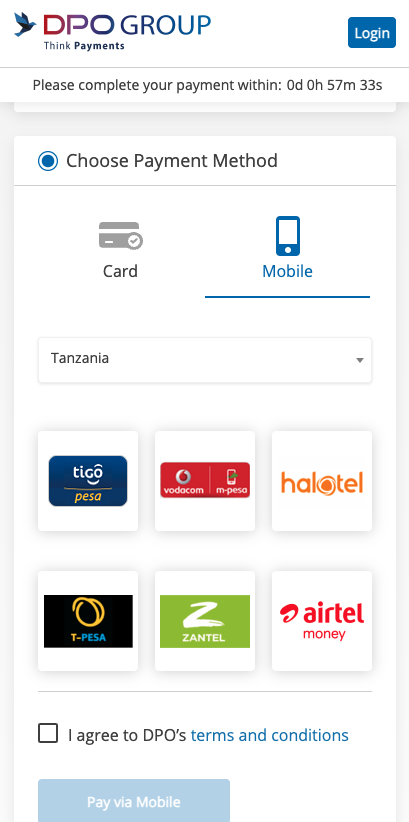 DPO GROUP
Think Payments
Login
Please complete your payment within: 0d 0h 57m 33s
Choose Payment Method
Card
Mobile
Tanzania
tigo
pesa
vodacom
m-pesa
halotel
T-PESA
ZANTEL
airtel
money
I agree to DPO's terms and conditions
Pay via Mobile